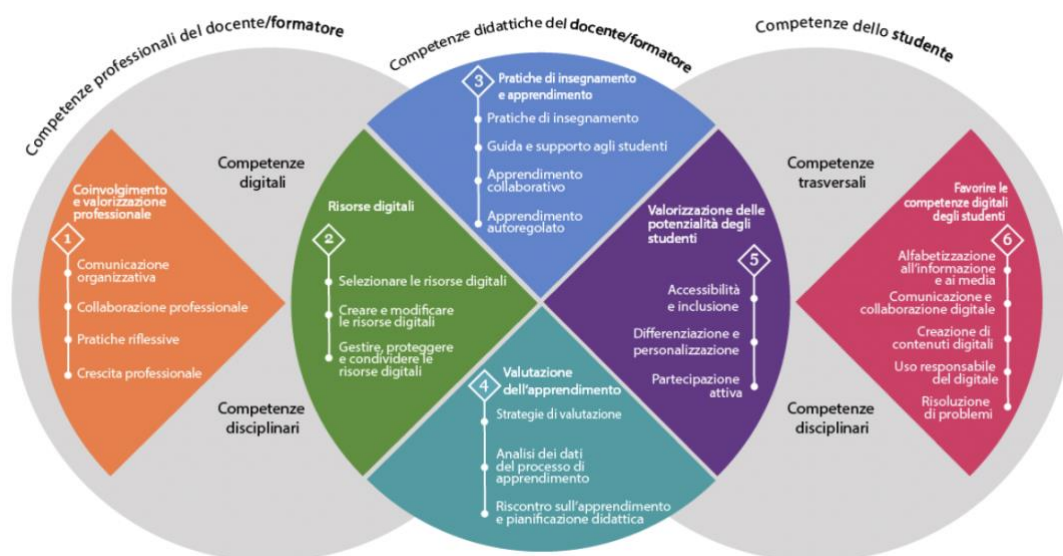 Competenze professionali del docente/formatore
Competenze didattiche del docente/formatore
Competenze dello studente
Competenze
digitali
Competenze
disciplinari
Coinvolgimento
e valorizzazione
professionale
1
Comunicazione
organizzativa
Collaborazione professionale
Pratiche riflessive
Crescita professionale
Risorse digitali
2
Selezionare le risorse digitali
Creare e modificare
le risorse digitali
Gestire, proteggere
e condividere le
risorse digitali
3
Pratiche di insegnamento
e apprendimento
Pratiche di insegnamento
Guida e supporto agli studenti
Apprendimento
collaborativo
Apprendimento
autoregolato
4
Valutazione
dell'apprendimento
Strategie di valutazione
Analisi dei dati
del processo di
apprendimento
Riscontro sull'apprendimento
e pianificazione didattica
Valorizzazione delle
potenzialità degli
studenti
5
Accessibilità
e inclusione
Differenziazione e
personalizzazione
Partecipazione
attiva
Competenze
trasversali
Competenze
disciplinari
Favorire le
competenze digitali
degli studenti
6
Alfabetizzazione
all'informazione
e ai media
Comunicazione e
collaborazione digitale
Creazione di
contenuti digitali
Uso responsabile
del digitale
Risoluzione
di problemi